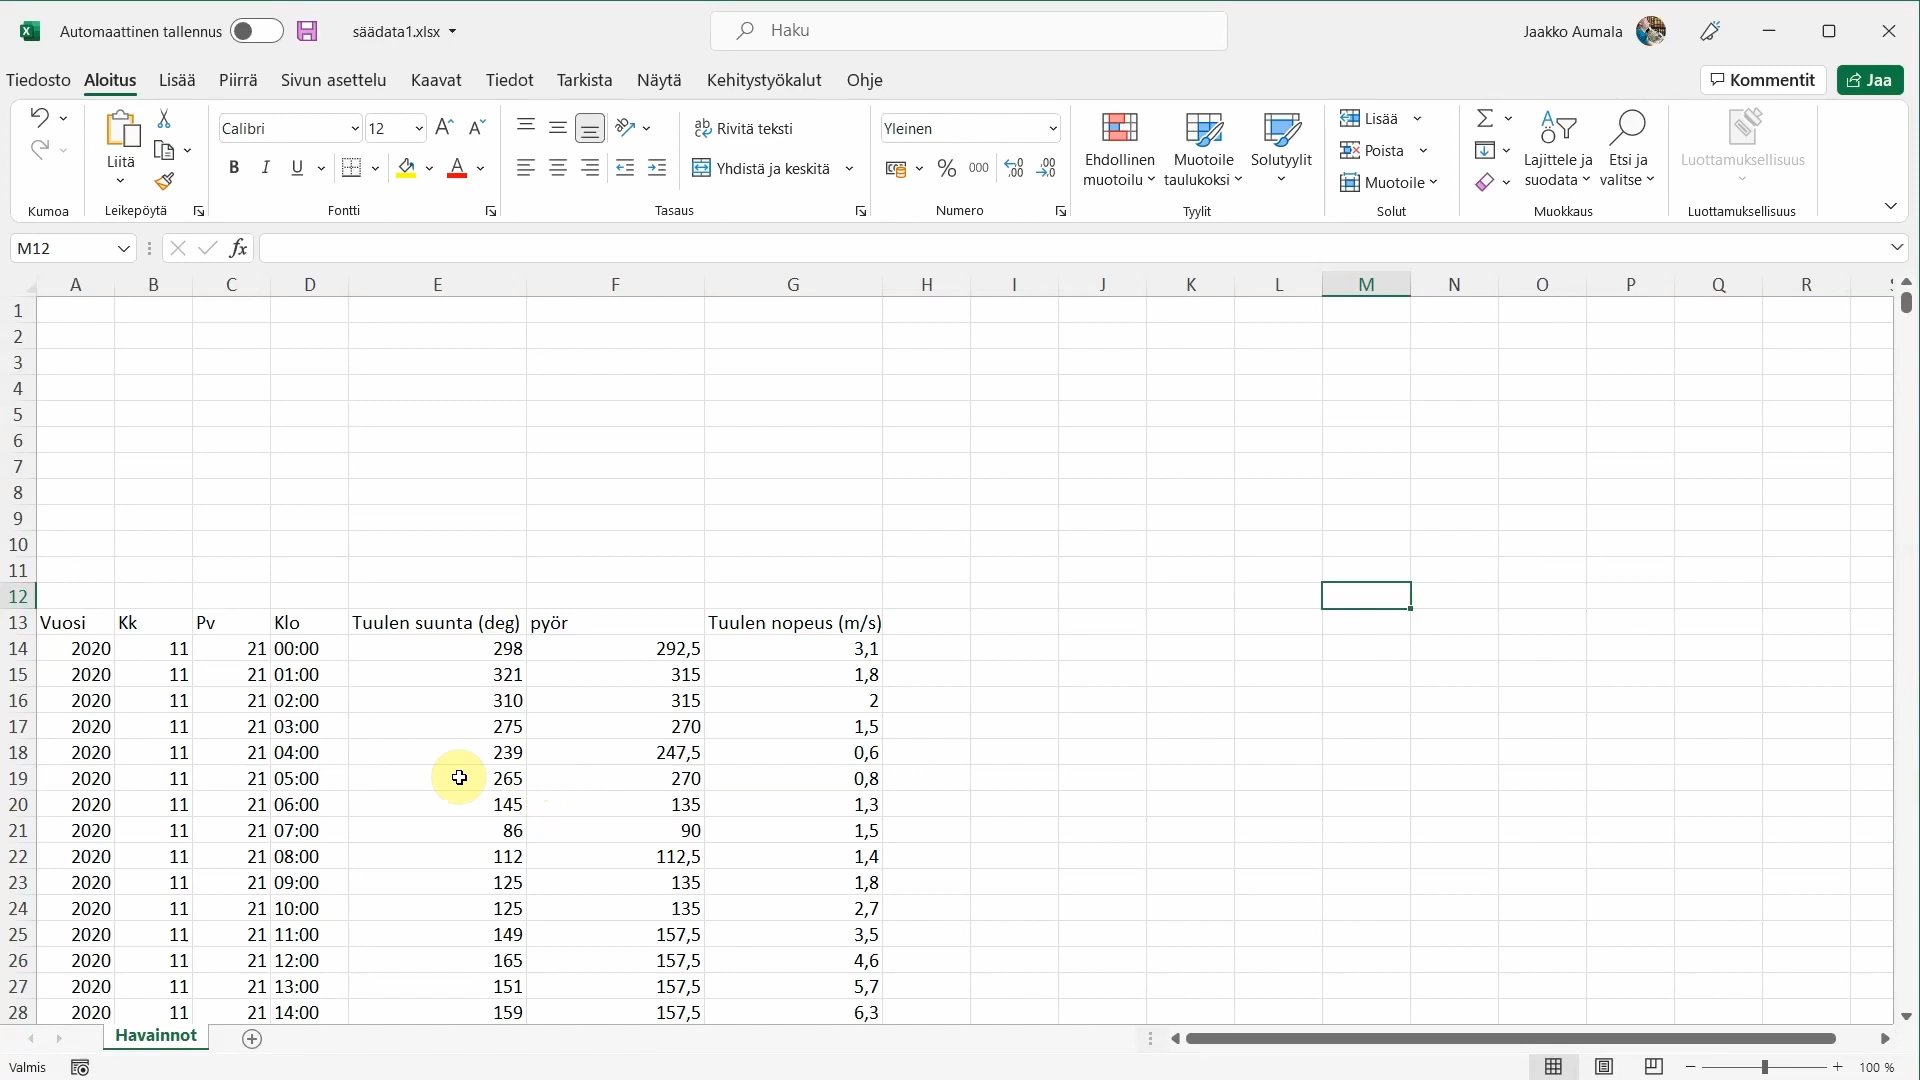 Automaattinen tallennus säädata1.xlsx Haku Jaakko Aumala
Tiedosto Aloitus Lisää Piirrä Sivun asettelu Kaavat Tiedot Tarkista Näytä Kehitystyökalut Ohje Kommentit Jaa
Liitä
Calibri 12
B I U
Rivitä teksti
Yhdistä ja keskitä
Yleinen
% 000
Ehdollinen muotoilu
Muotoile taulukoksi
Solutyylit
Lisää
Poista
Muotoile
Lajittele ja suodata
Etsi ja valitse
Luottamuksellisuus
Kumoa Leikepöytä Fontti Tasaus Numero Tyylit Solut Muokkaus Luottamuksellisuus
M12 fx
A B C D E F G H I J K L M N O P Q R
1
2
3
4
5
6
7
8
9
10
11
12
13 Vuosi Kk Pv Klo Tuulen suunta (deg) pyör Tuulen nopeus (m/s)
14 2020 11 21 00:00 298 292,5 3,1
15 2020 11 21 01:00 321 315 1,8
16 2020 11 21 02:00 310 315 2
17 2020 11 21 03:00 275 270 1,5
18 2020 11 21 04:00 239 247,5 0,6
19 2020 11 21 05:00 265 270 0,8
20 2020 11 21 06:00 145 135 1,3
21 2020 11 21 07:00 86 90 1,5
22 2020 11 21 08:00 112 112,5 1,4
23 2020 11 21 09:00 125 135 1,8
24 2020 11 21 10:00 125 135 2,7
25 2020 11 21 11:00 149 157,5 3,5
26 2020 11 21 12:00 165 157,5 4,6
27 2020 11 21 13:00 151 157,5 5,7
28 2020 11 21 14:00 159 157,5 6,3
Havainnot
Valmis 100 %